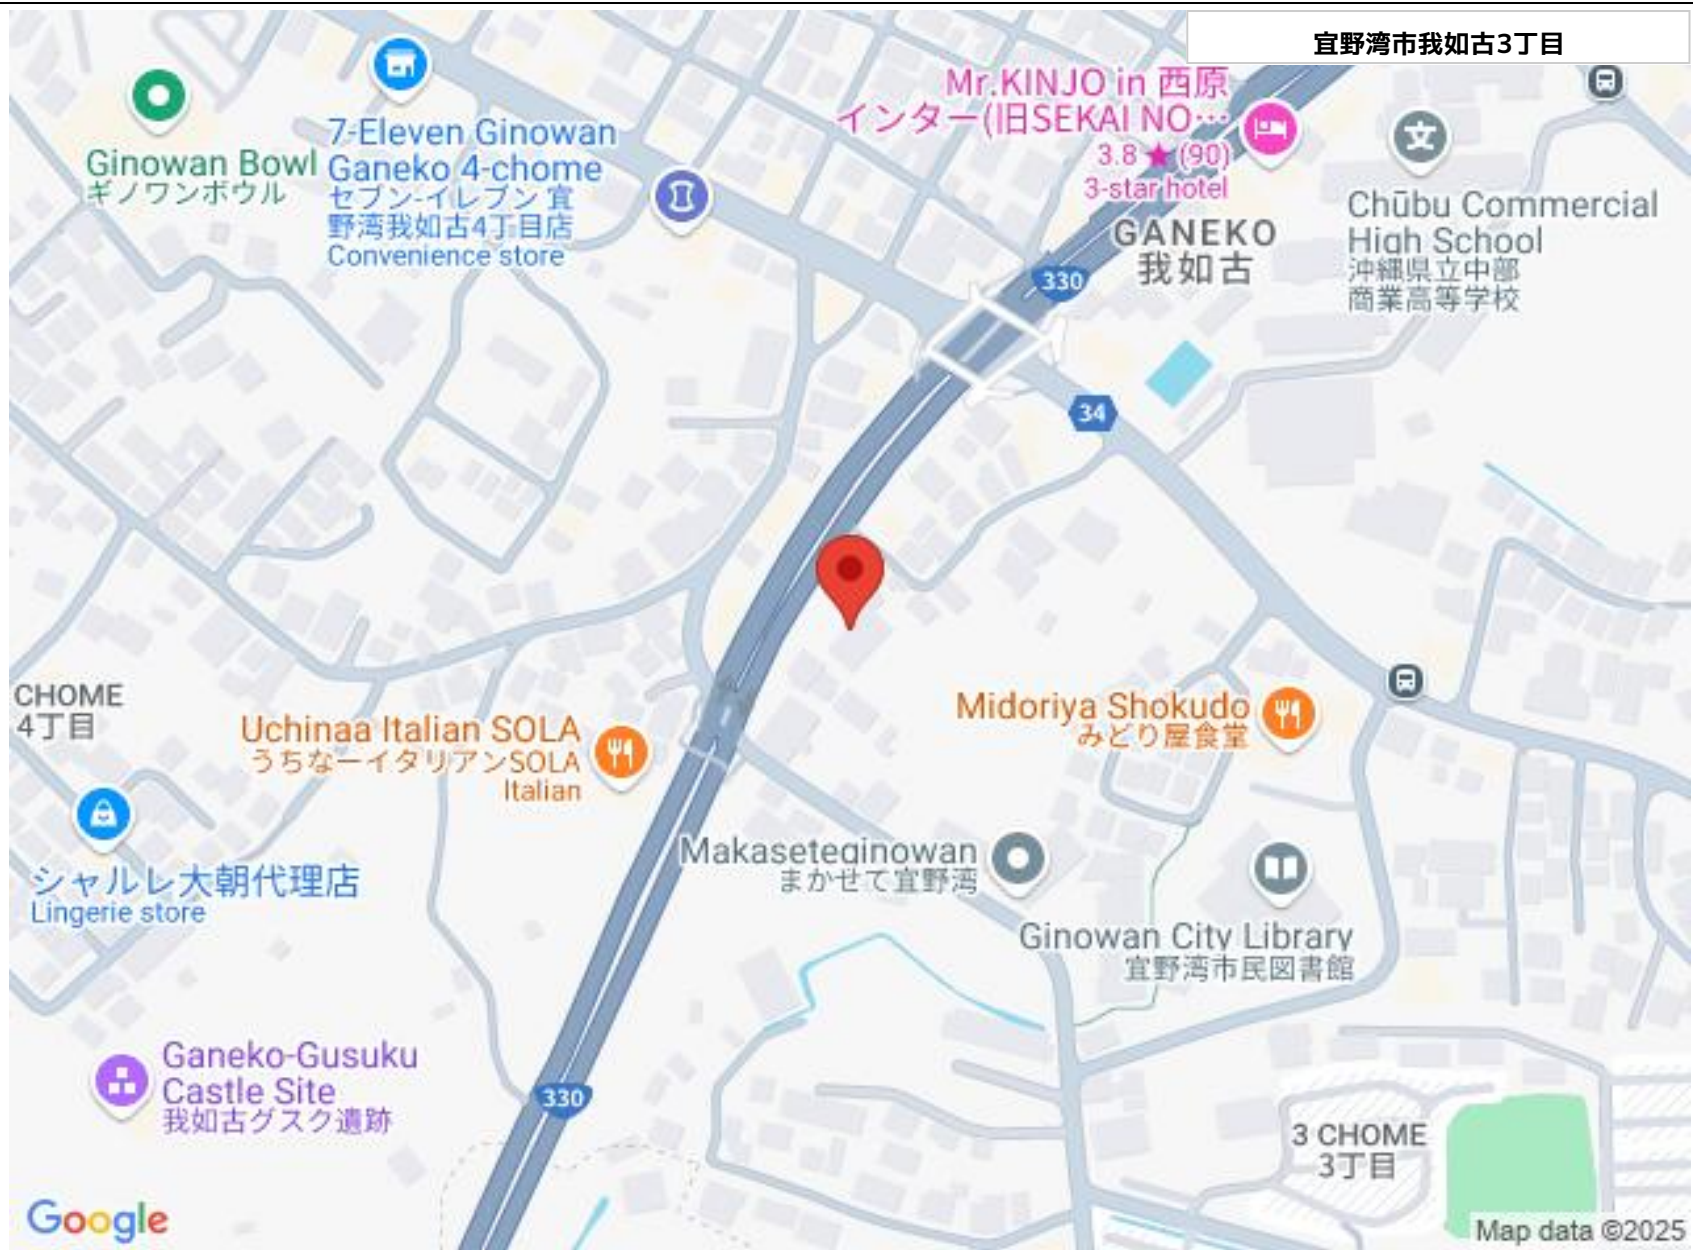 宜野湾市我如古3丁目
Mr.KINJO in 西原
インター(旧SEKAI NO…
3.8 ★ (90)
3-star hotel
Ginowan Bowl
ギノワンボウル
7-Eleven Ginowan
Ganeko 4-chome
セブン-イレブン 宜
野湾我如古4丁目店
Convenience store
GANEKO
我如古
Chūbu Commercial
High School
沖縄県立中部
商業高等学校
330
34
CHOME
4丁目
Uchinaa Italian SOLA
うちなーイタリアンSOLA
Italian
Midoriya Shokudo
みどり屋食堂
シャルレ大朝代理店
Lingerie store
Makaseteginowan
まかせて宜野湾
Ginowan City Library
宜野湾市民図書館
Ganeko-Gusuku
Castle Site
我如古グスク遺跡
330
3 CHOME
3丁目
Google
Map data ©2025
文